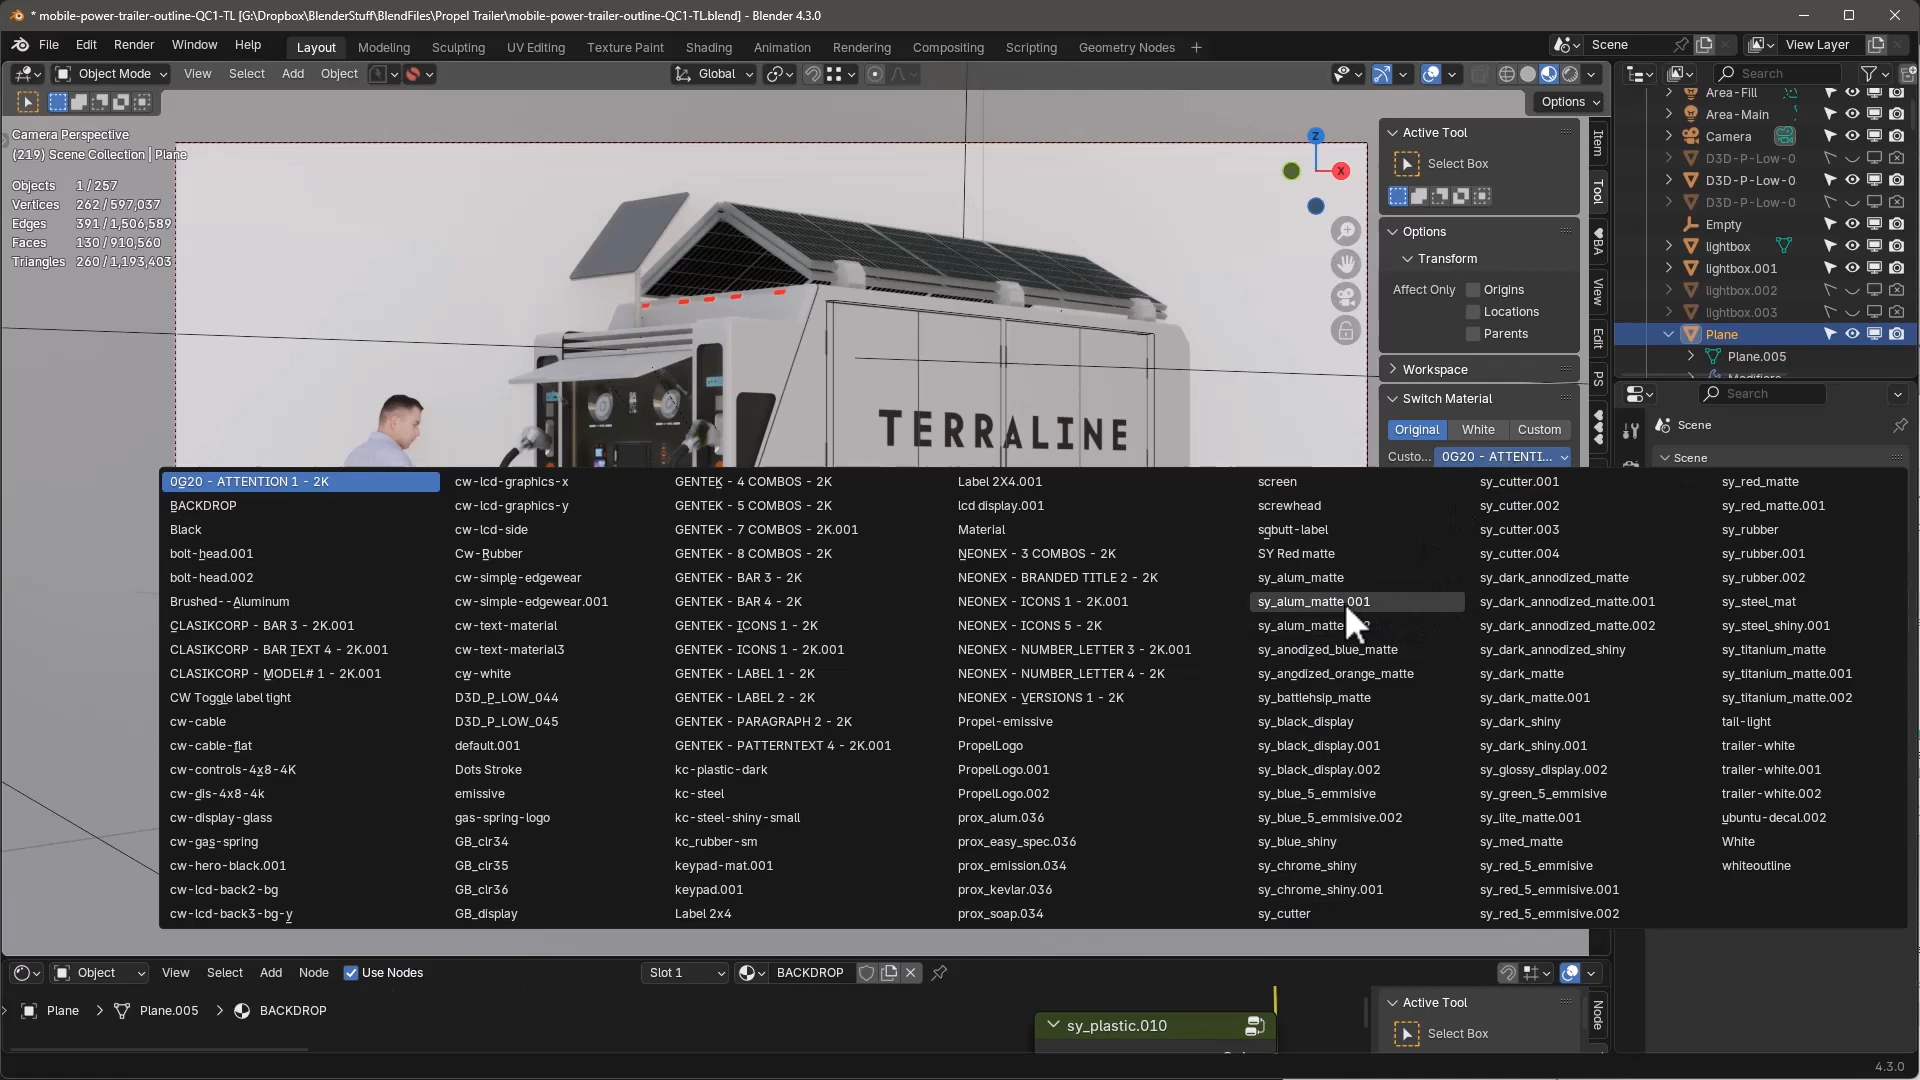 * mobile-power-trailer-outline-QC1-TL [G:\Dropbox\BlenderStuff\BlendFiles\Propel Trailer\mobile-power-trailer-outline-QC1-TL.blend] - Blender 4.3.0
File Edit Render Window Help Layout Modeling Sculpting UV Editing Texture Paint Shading Animation Rendering Compositing Scripting Geometry Nodes + Scene View Layer
Object Mode View Select Add Object Global Search
Options
Camera Perspective
(219) Scene Collection | Plane
Objects 1 / 257
Vertices 262 / 597,037
Edges 391 / 1,506,589
Faces 130 / 910,560
Triangles 260 / 1,193,403
Z
X
TERRALINE
Active Tool
Select Box
Options
Transform
Affect Only Origins
Locations
Parents
Workspace
Switch Material
Original White Custom
Custo... 0G20 - ATTENTI...
Item
Tool
BA
View
Edit
PS
Area-Fill
Area-Main
Camera
D3D-P-Low-0
D3D-P-Low-0
D3D-P-Low-0
Empty
lightbox
lightbox.001
lightbox.002
lightbox.003
Plane
Plane.005
Search
Scene
Scene
0G20 - ATTENTION 1 - 2K
BACKDROP
Black
bolt-head.001
bolt-head.002
Brushed--Aluminum
CLASIKCORP - BAR 3 - 2K.001
CLASIKCORP - BAR TEXT 4 - 2K.001
CLASIKCORP - MODEL# 1 - 2K.001
CW Toggle label tight
cw-cable
cw-cable-flat
cw-controls-4x8-4K
cw-dis-4x8-4k
cw-display-glass
cw-gas-spring
cw-hero-black.001
cw-lcd-back2-bg
cw-lcd-back3-bg-y
cw-lcd-graphics-x
cw-lcd-graphics-y
cw-lcd-side
Cw-Rubber
cw-simple-edgewear
cw-simple-edgewear.001
cw-text-material
cw-text-material3
cw-white
D3D_P_LOW_044
D3D_P_LOW_045
default.001
Dots Stroke
emissive
gas-spring-logo
GB_clr34
GB_clr35
GB_clr36
GB_display
GENTEK - 4 COMBOS - 2K
GENTEK - 5 COMBOS - 2K
GENTEK - 7 COMBOS - 2K.001
GENTEK - 8 COMBOS - 2K
GENTEK - BAR 3 - 2K
GENTEK - BAR 4 - 2K
GENTEK - ICONS 1 - 2K
GENTEK - ICONS 1 - 2K.001
GENTEK - LABEL 1 - 2K
GENTEK - LABEL 2 - 2K
GENTEK - PARAGRAPH 2 - 2K
GENTEK - PATTERNTEXT 4 - 2K.001
kc-plastic-dark
kc-steel
kc-steel-shiny-small
kc_rubber-sm
keypad-mat.001
keypad.001
Label 2x4
Label 2X4.001
lcd display.001
Material
NEONEX - 3 COMBOS - 2K
NEONEX - BRANDED TITLE 2 - 2K
NEONEX - ICONS 1 - 2K.001
NEONEX - ICONS 5 - 2K
NEONEX - NUMBER_LETTER 3 - 2K.001
NEONEX - NUMBER_LETTER 4 - 2K
NEONEX - VERSIONS 1 - 2K
Propel-emissive
PropelLogo
PropelLogo.001
PropelLogo.002
prox_alum.036
prox_easy_spec.036
prox_emission.034
prox_kevlar.036
prox_soap.034
screen
screwhead
sqbutt-label
SY Red matte
sy_alum_matte
sy_alum_matte.001
sy_alum_matte
sy_anodized_blue_matte
sy_anodized_orange_matte
sy_battlehsip_matte
sy_black_display
sy_black_display.001
sy_black_display.002
sy_blue_5_emmisive
sy_blue_5_emmisive.002
sy_blue_shiny
sy_chrome_shiny
sy_chrome_shiny.001
sy_cutter
sy_cutter.001
sy_cutter.002
sy_cutter.003
sy_cutter.004
sy_dark_annodized_matte
sy_dark_annodized_matte.001
sy_dark_annodized_matte.002
sy_dark_annodized_shiny
sy_dark_matte
sy_dark_matte.001
sy_dark_shiny
sy_dark_shiny.001
sy_glossy_display.002
sy_green_5_emmisive
sy_lite_matte.001
sy_med_matte
sy_red_5_emmisive
sy_red_5_emmisive.001
sy_red_5_emmisive.002
sy_red_matte
sy_red_matte.001
sy_rubber
sy_rubber.001
sy_rubber.002
sy_steel_mat
sy_steel_shiny.001
sy_titanium_matte
sy_titanium_matte.001
sy_titanium_matte.002
tail-light
trailer-white
trailer-white.001
trailer-white.002
ubuntu-decal.002
White
whiteoutline
Object View Select Add Node Use Nodes Slot 1 BACKDROP
Plane > Plane.005 > BACKDROP
sy_plastic.010
Active Tool
Select Box
Node
4.3.0